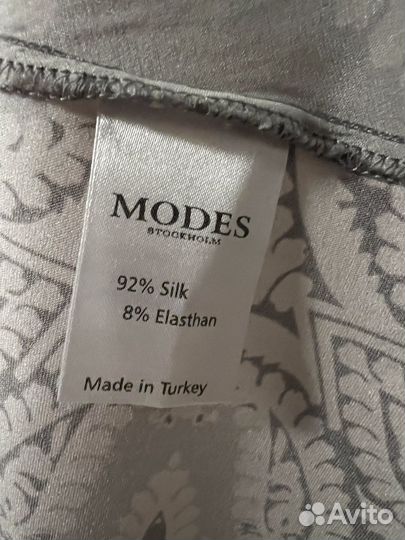 MODES
STOCKHOLM
92% Silk
8% Elasthan
Made in Turkey
Avito